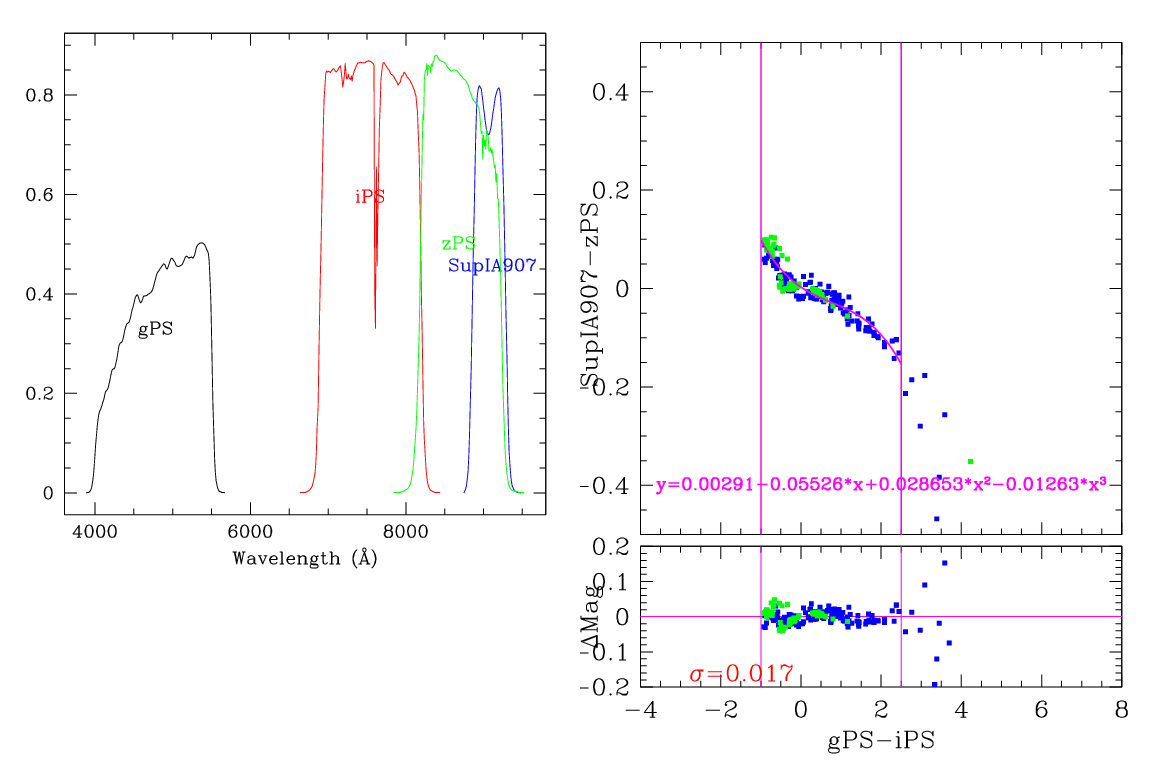 0.8
0.6
0.4
0.2
0
4000 6000 8000
Wavelength (Å)
gPS
iPS
zPS
SupIA907
0.4
0.2
0
-0.2
-0.4
SupIA907-zPS
y=0.00291-0.05526*x+0.028653*x²-0.01263*x³
0.2
0.1
0
-0.1
-0.2
ΔMag
σ=0.017
-4 -2 0 2 4 6 8
gPS-iPS